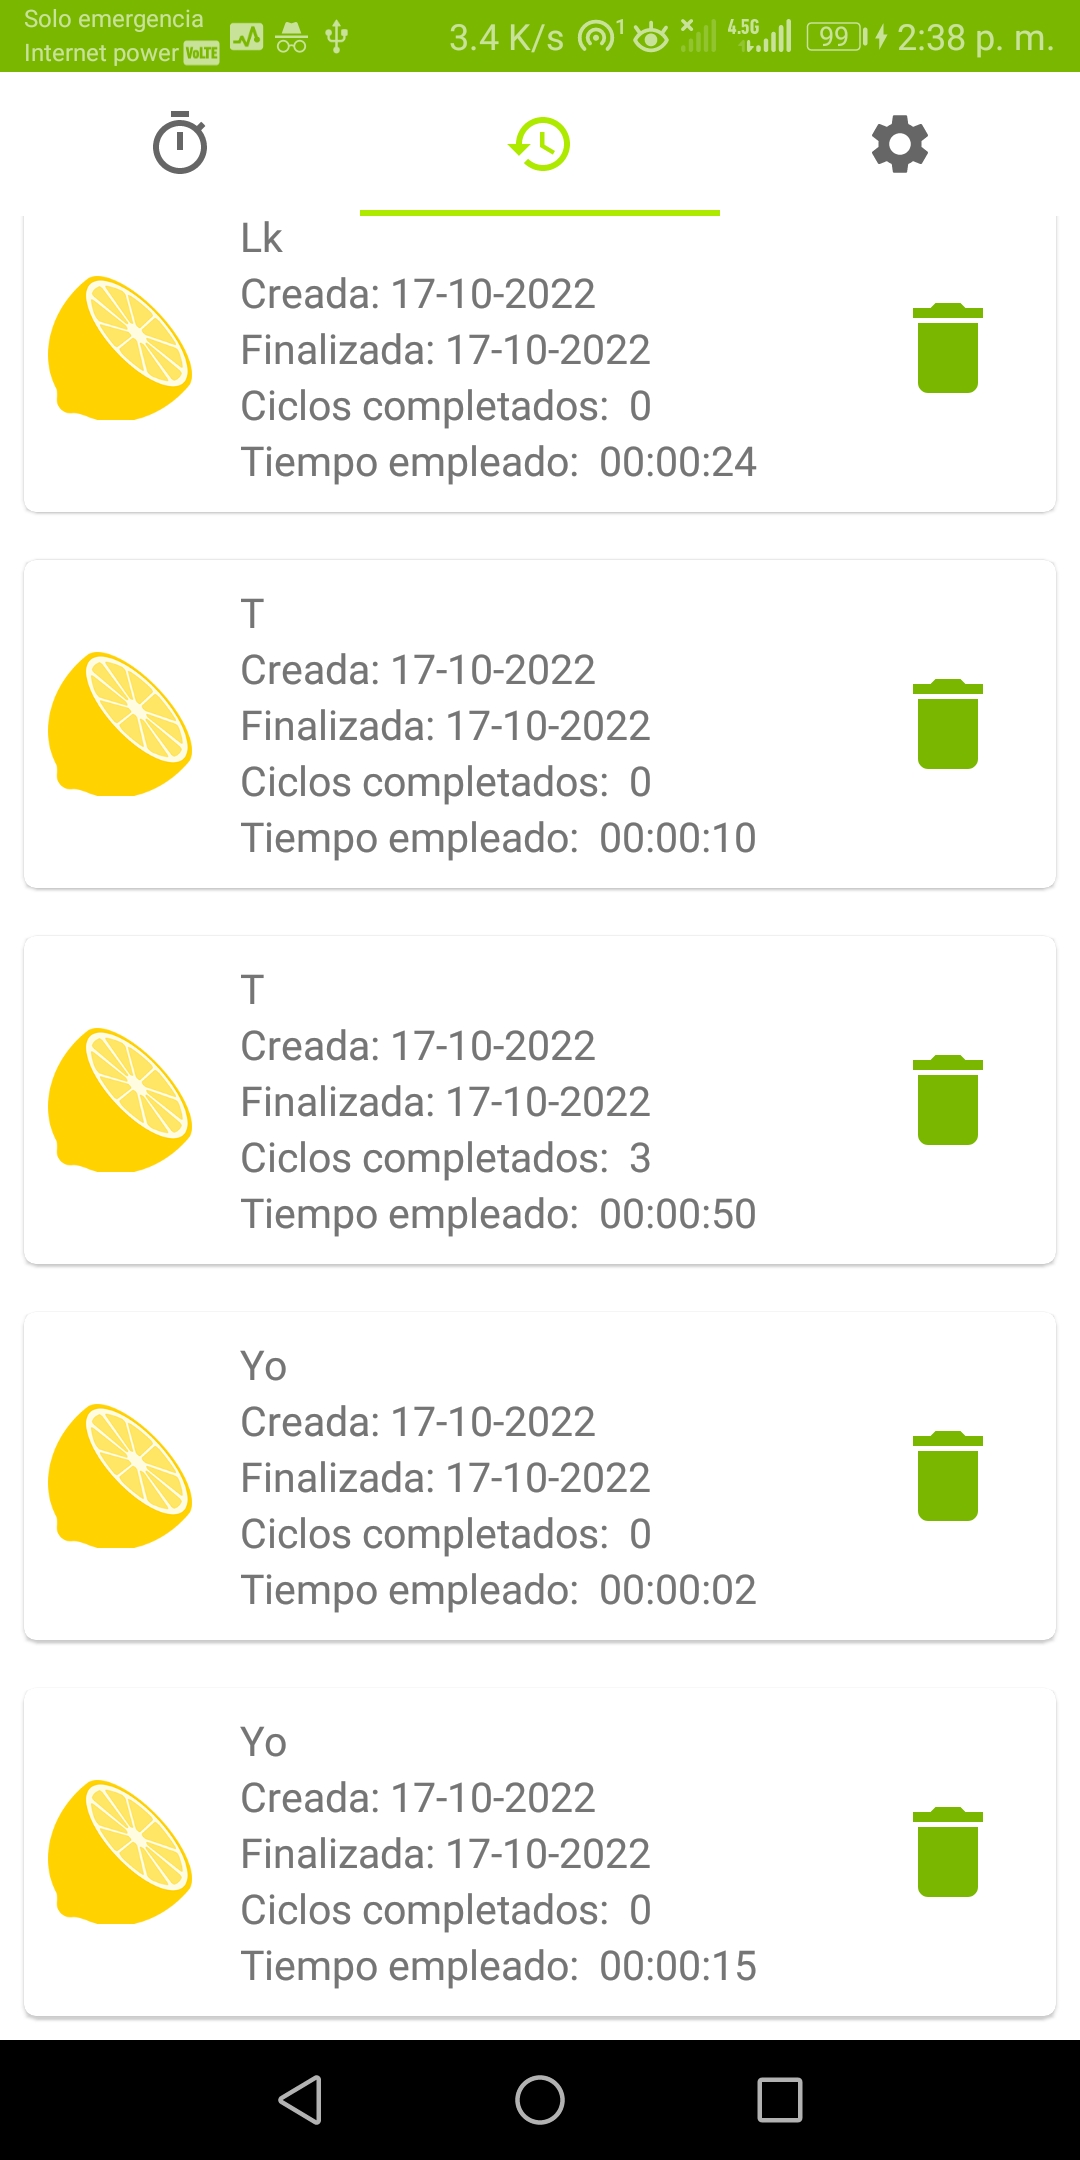 Solo emergencia
Internet power VoLTE
3.4 K/s 1 4.5G 99 2:38 p. m.
Lk
Creada: 17-10-2022
Finalizada: 17-10-2022
Ciclos completados: 0
Tiempo empleado: 00:00:24
T
Creada: 17-10-2022
Finalizada: 17-10-2022
Ciclos completados: 0
Tiempo empleado: 00:00:10
T
Creada: 17-10-2022
Finalizada: 17-10-2022
Ciclos completados: 3
Tiempo empleado: 00:00:50
Yo
Creada: 17-10-2022
Finalizada: 17-10-2022
Ciclos completados: 0
Tiempo empleado: 00:00:02
Yo
Creada: 17-10-2022
Finalizada: 17-10-2022
Ciclos completados: 0
Tiempo empleado: 00:00:15